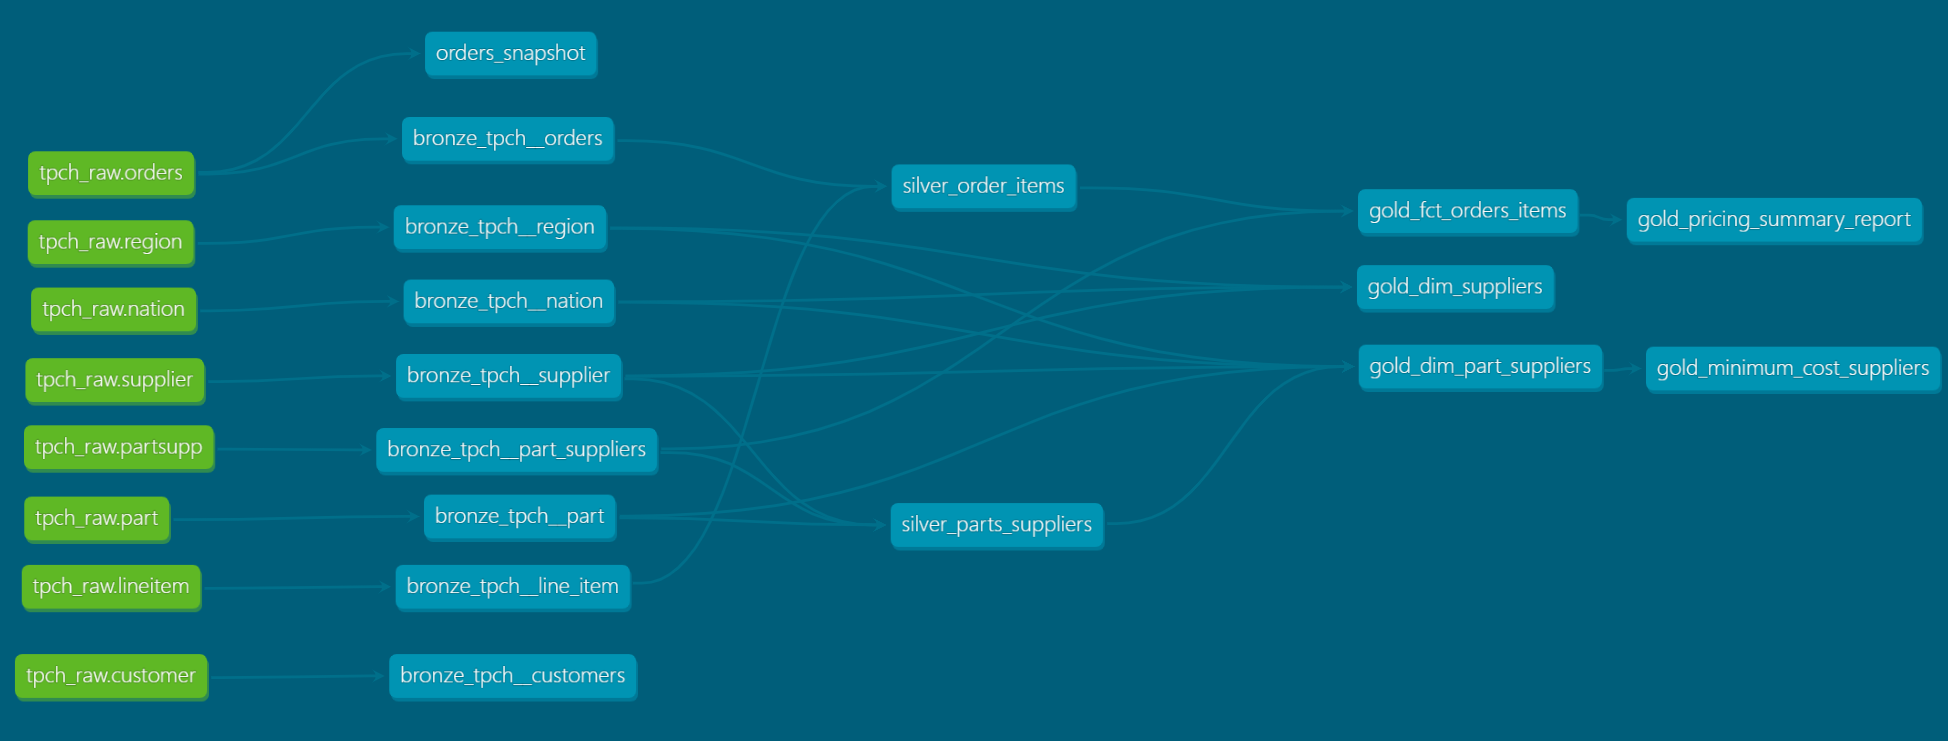 orders_snapshot
bronze_tpch__orders
tpch_raw.orders
silver_order_items
gold_fct_orders_items
gold_pricing_summary_report
bronze_tpch__region
tpch_raw.region
gold_dim_suppliers
bronze_tpch__nation
tpch_raw.nation
gold_dim_part_suppliers
gold_minimum_cost_suppliers
bronze_tpch__supplier
tpch_raw.supplier
tpch_raw.partsupp
bronze_tpch__part_suppliers
tpch_raw.part
bronze_tpch__part
silver_parts_suppliers
tpch_raw.lineitem
bronze_tpch__line_item
tpch_raw.customer
bronze_tpch__customers